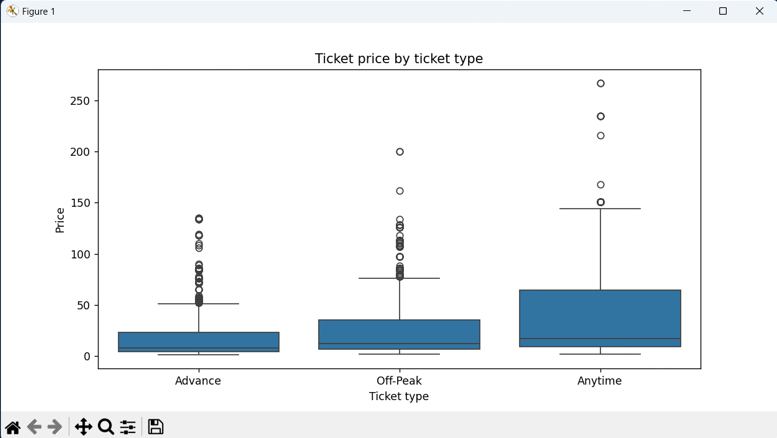 Figure 1
Ticket price by ticket type
250
200
150
100
50
0
Price
Advance
Off-Peak
Anytime
Ticket type